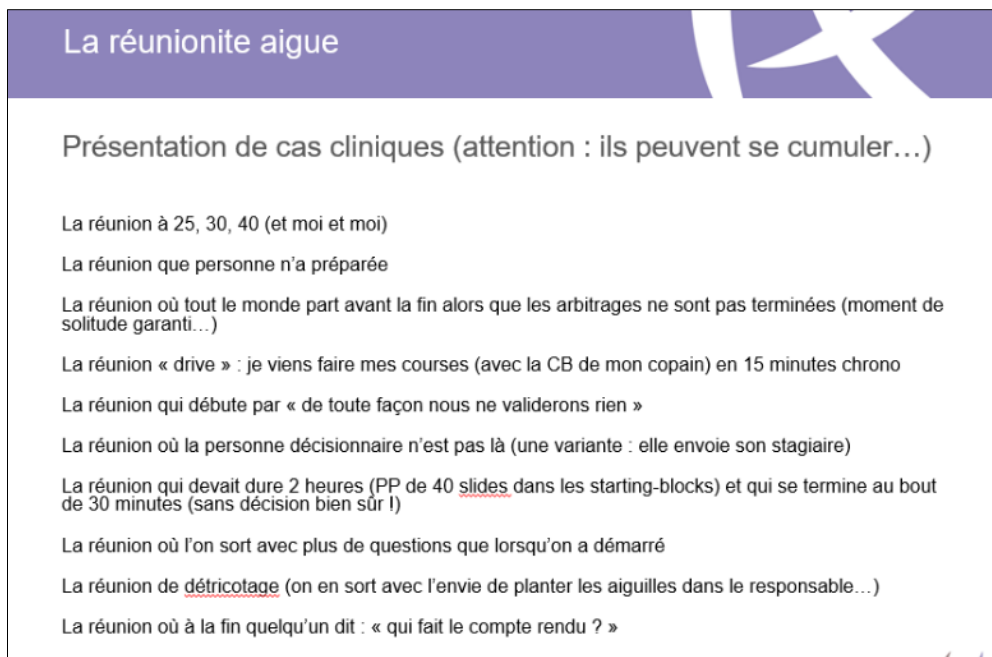 La réunionite aigue
Présentation de cas cliniques (attention : ils peuvent se cumuler…)
La réunion à 25, 30, 40 (et moi et moi)
La réunion que personne n’a préparée
La réunion où tout le monde part avant la fin alors que les arbitrages ne sont pas terminées (moment de
solitude garanti…)
La réunion « drive » : je viens faire mes courses (avec la CB de mon copain) en 15 minutes chrono
La réunion qui débute par « de toute façon nous ne validerons rien »
La réunion où la personne décisionnaire n’est pas là (une variante : elle envoie son stagiaire)
La réunion qui devait dure 2 heures (PP de 40 slides dans les starting-blocks) et qui se termine au bout
de 30 minutes (sans décision bien sûr !)
La réunion où l’on sort avec plus de questions que lorsqu’on a démarré
La réunion de détricotage (on en sort avec l’envie de planter les aiguilles dans le responsable…)
La réunion où à la fin quelqu’un dit : « qui fait le compte rendu ? »